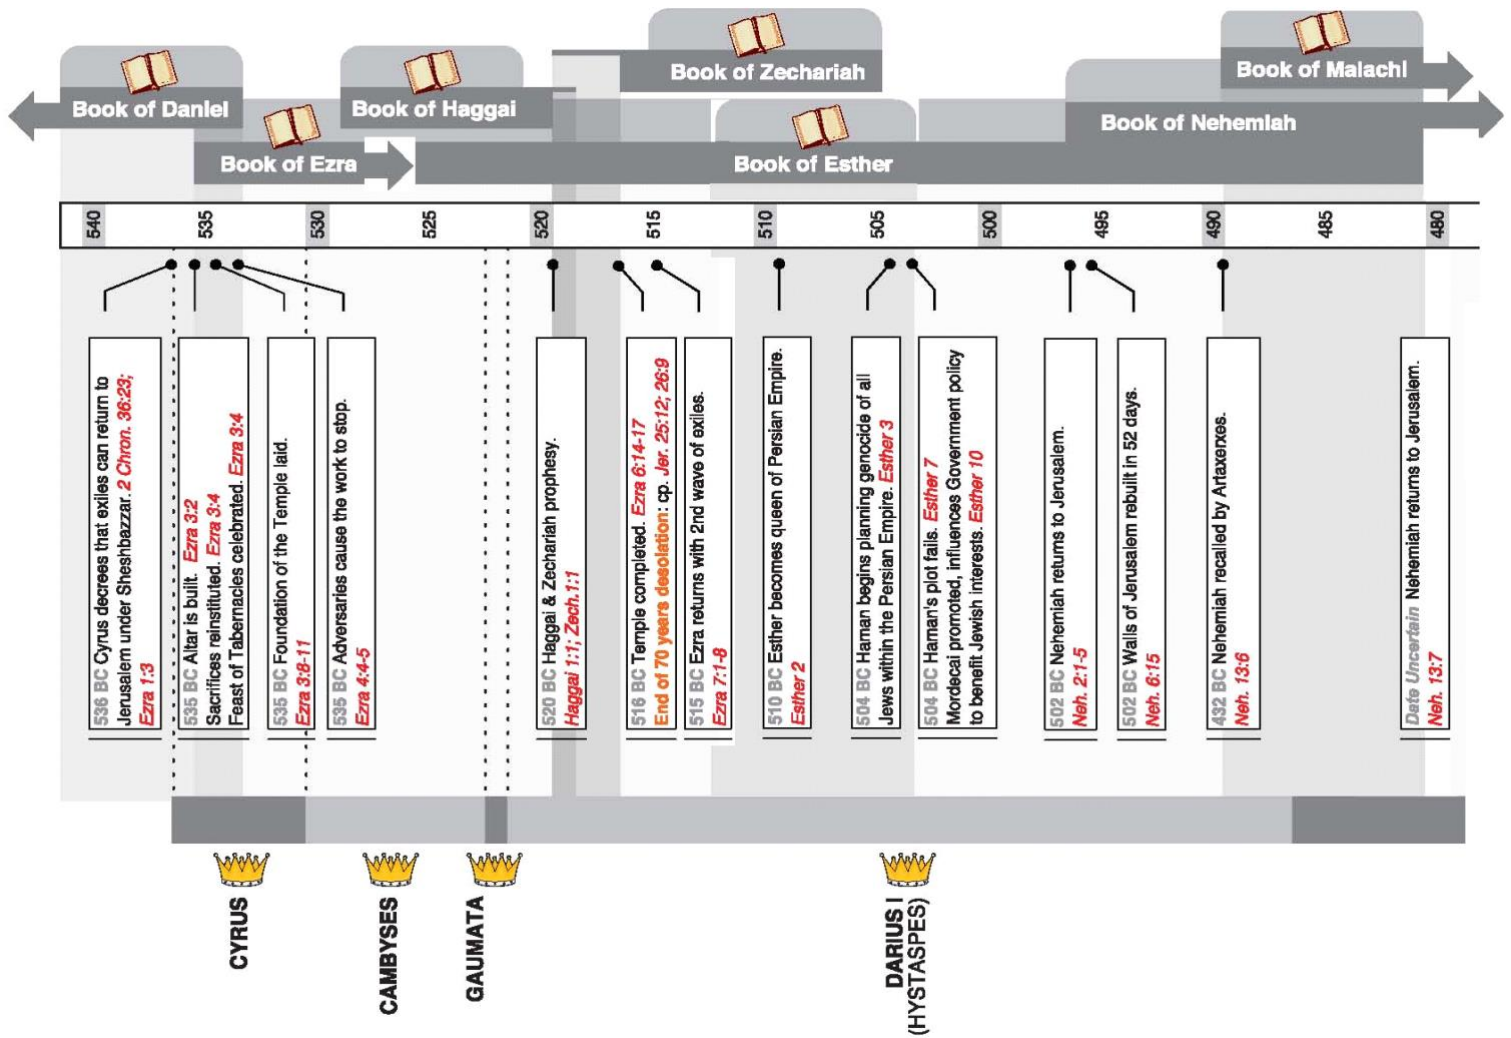 Book of Daniel
Book of Ezra
Book of Haggai
Book of Zechariah
Book of Esther
Book of Nehemiah
Book of Malachi
540
535
530
525
520
515
510
505
500
495
490
485
480
536 BC Cyrus decrees that exiles can return to
Jerusalem under Sheshbazzar. 2 Chron. 36:23;
Ezra 1:3
535 BC Altar is built. Ezra 3:2
Sacrifices reinstituted. Ezra 3:4
Feast of Tabernacles celebrated. Ezra 3:4
535 BC Foundation of the Temple laid.
Ezra 3:8-11
535 BC Adversaries cause the work to stop.
Ezra 4:4-5
520 BC Haggai & Zechariah prophesy.
Haggai 1:1; Zech.1:1
516 BC Temple completed. Ezra 6:14-17
End of 70 years desolation: cp. Jer. 25:12; 26:9
515 BC Ezra returns with 2nd wave of exiles.
Ezra 7:1-8
510 BC Esther becomes queen of Persian Empire.
Esther 2
504 BC Haman begins planning genocide of all
Jews within the Persian Empire. Esther 3
504 BC Haman's plot fails. Esther 7
Mordecai promoted, influences Government policy
to benefit Jewish interests. Esther 10
502 BC Nehemiah returns to Jerusalem.
Neh. 2:1-5
502 BC Walls of Jerusalem rebuilt in 52 days.
Neh. 6:15
432 BC Nehemiah recalled by Artaxerxes.
Neh. 13:6
Date Uncertain Nehemiah returns to Jerusalem.
Neh. 13:7
CYRUS
CAMBYSES
GAUMATA
DARIUS I
(HYSTASPES)